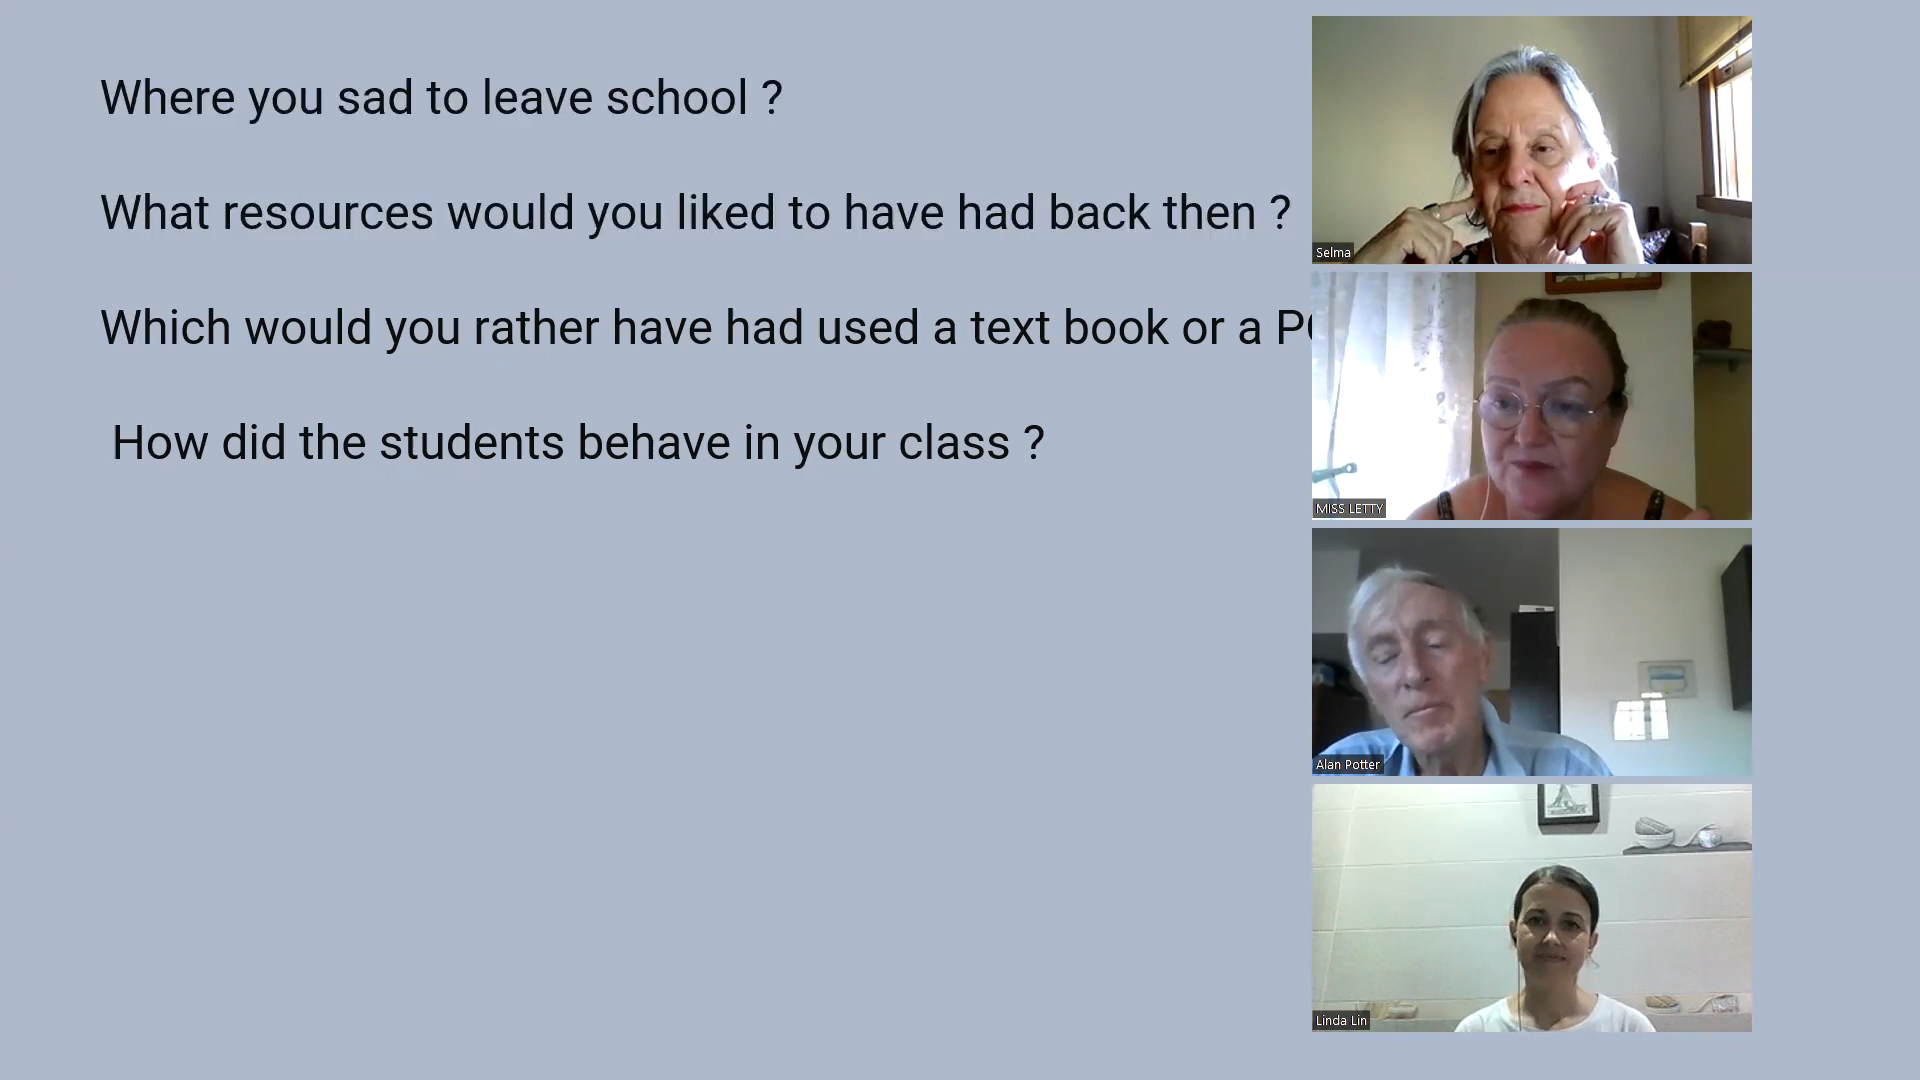 Where you sad to leave school ?
What resources would you liked to have had back then ?
Which would you rather have had used a text book or a
How did the students behave in your class ?
Selma
MISS LETTY
Alan Potter
Linda Lin